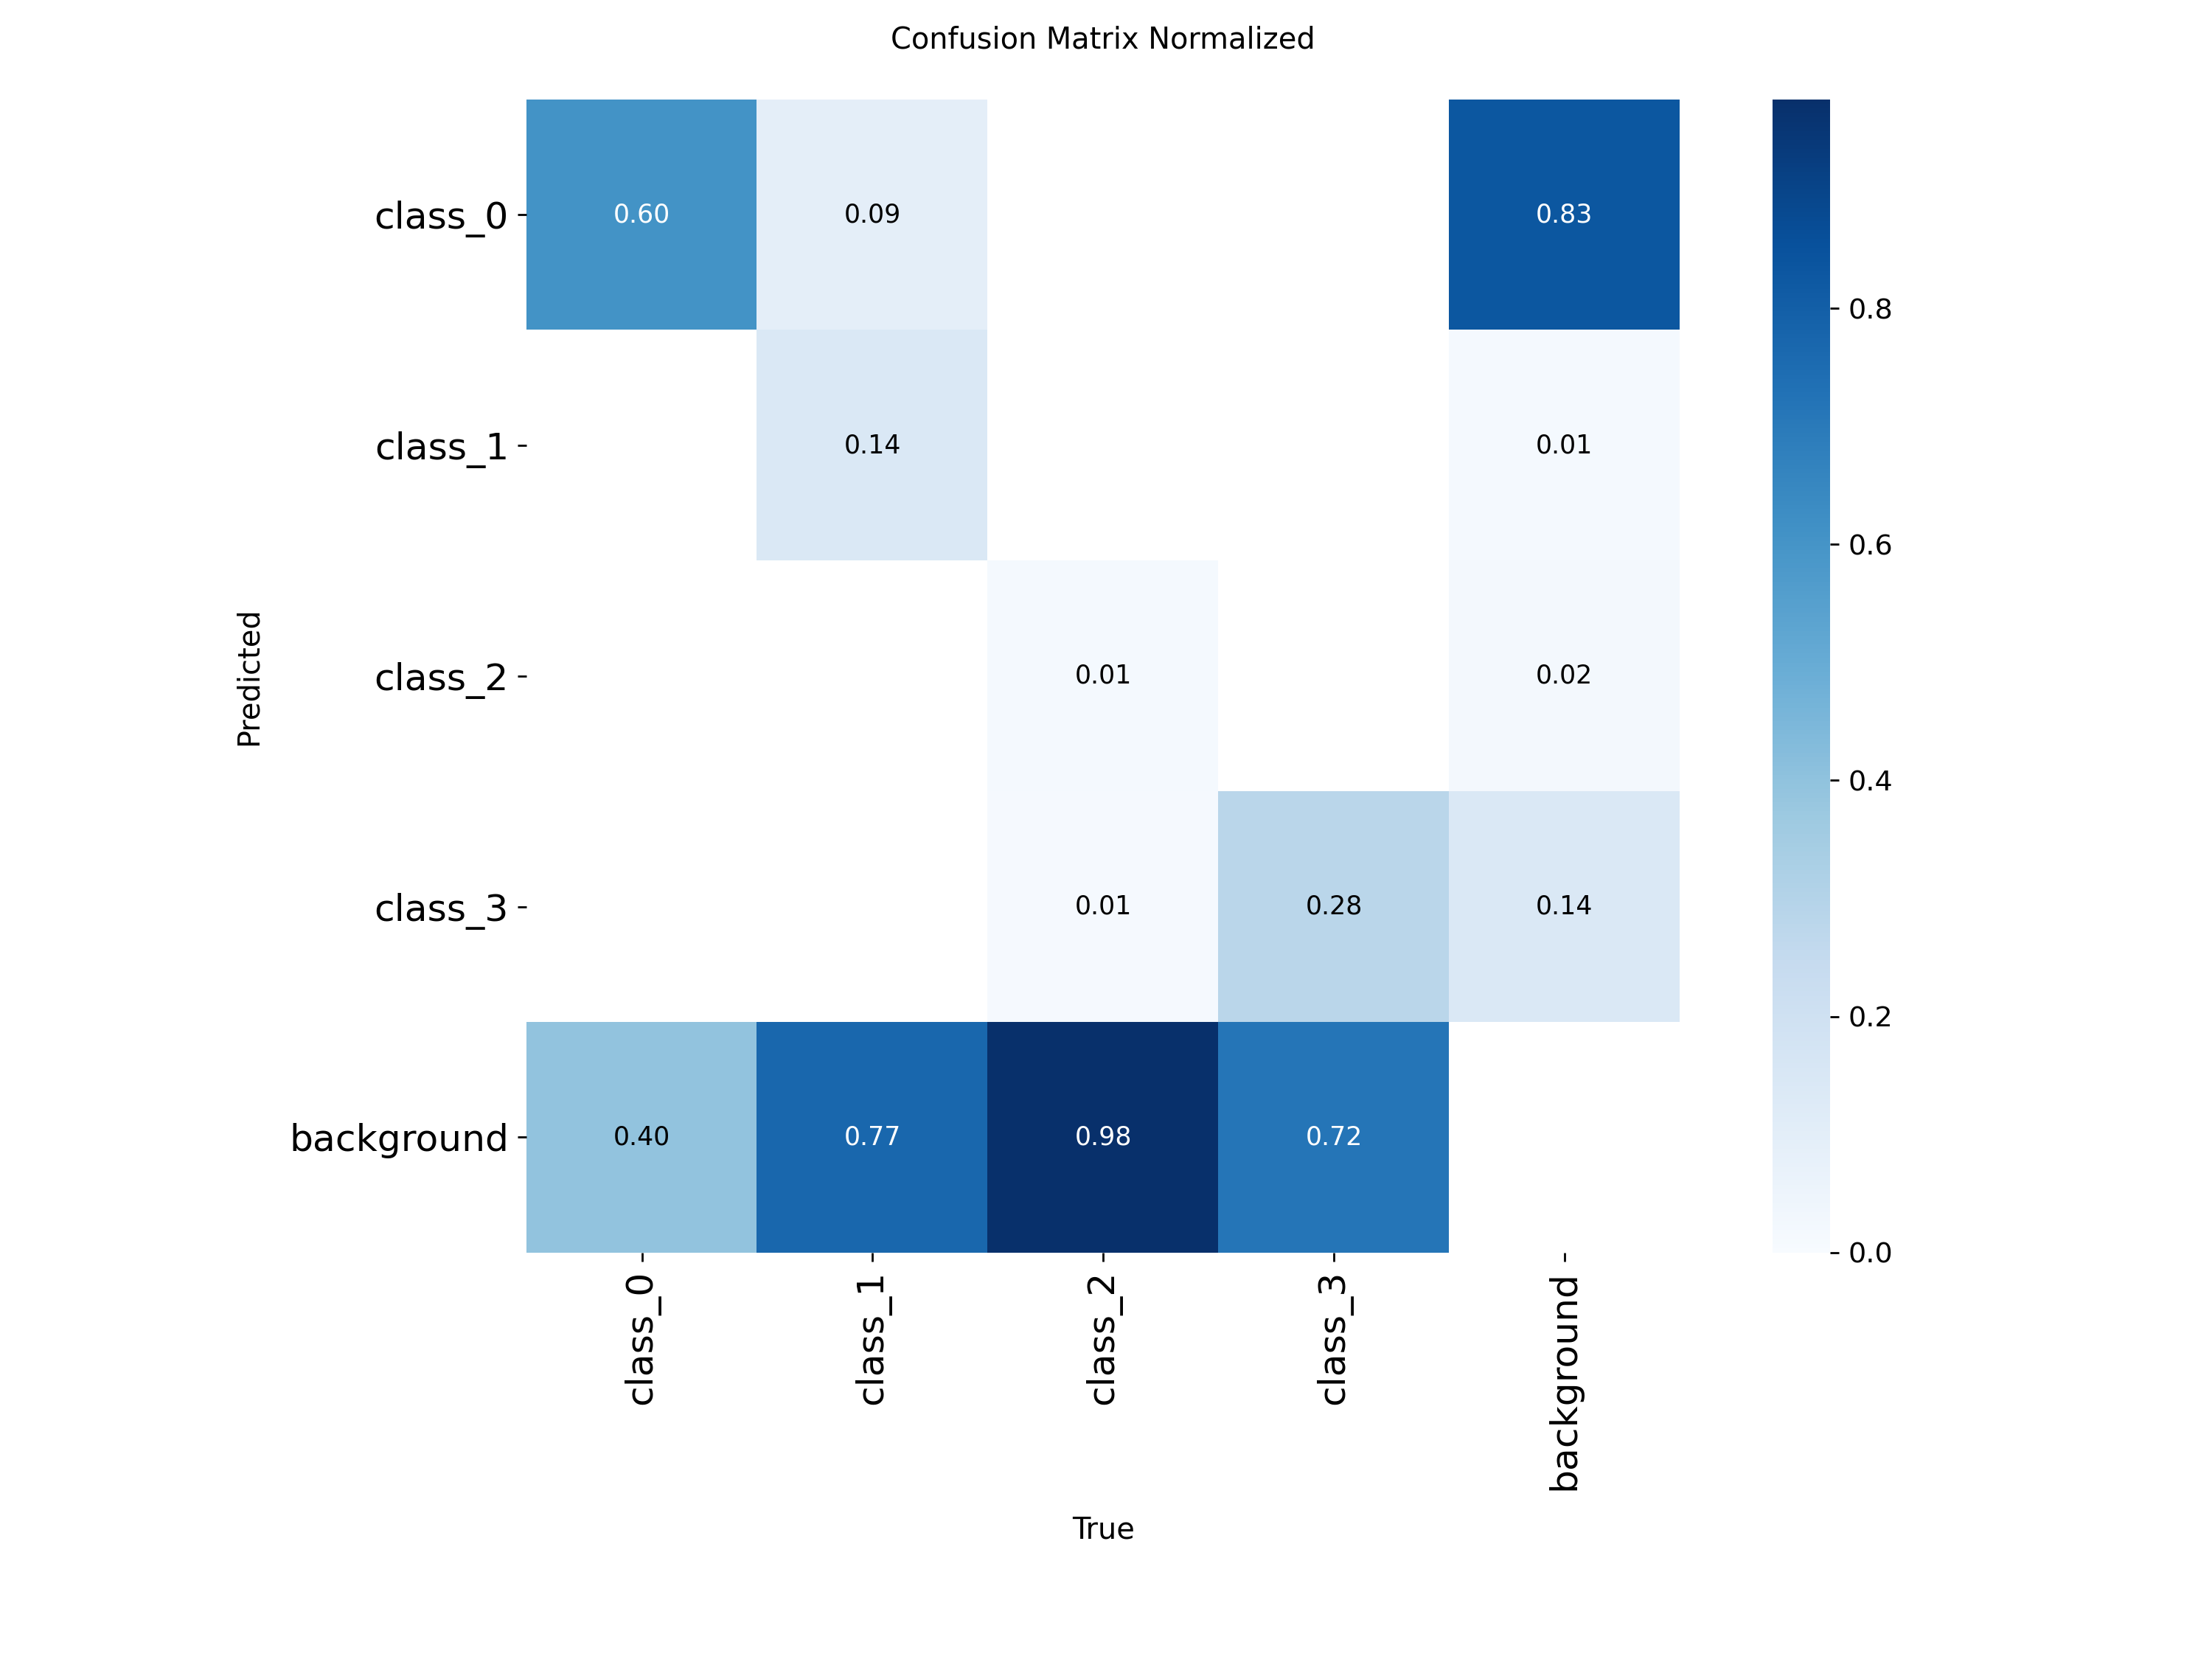 Confusion Matrix Normalized
class_0 0.60 0.09 0.83
class_1 0.14 0.01
class_2 0.01 0.02
class_3 0.01 0.28 0.14
background 0.40 0.77 0.98 0.72
class_0 class_1 class_2 class_3 background
Predicted
True
0.8
0.6
0.4
0.2
0.0